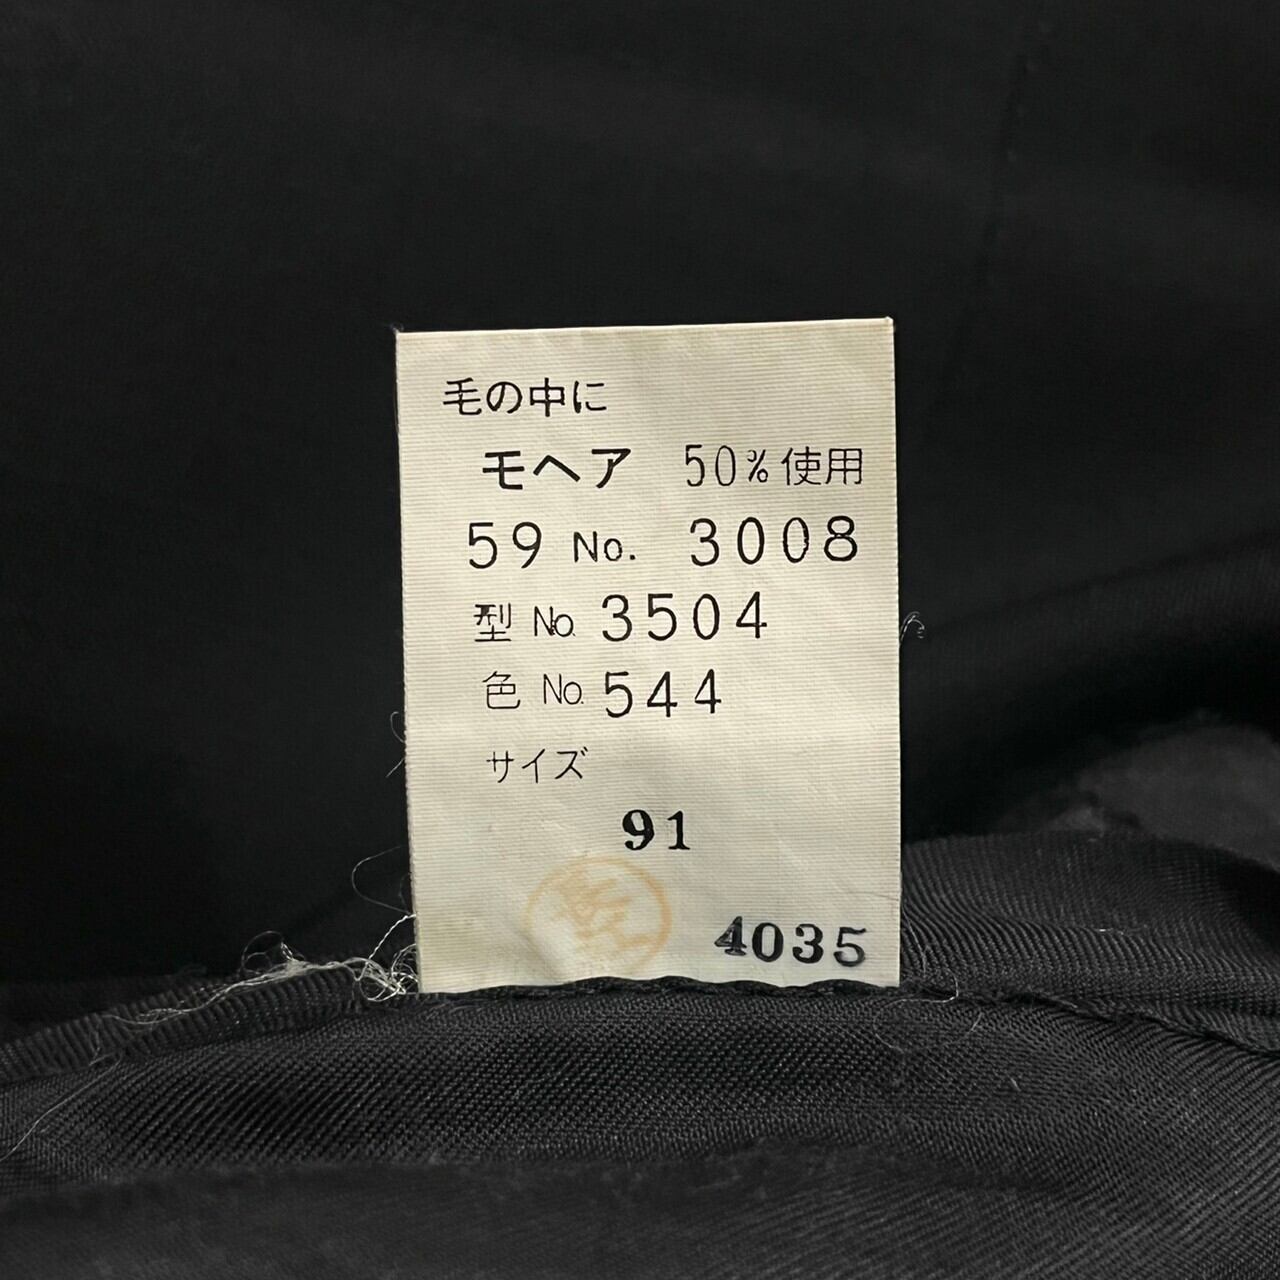 毛の中に
モヘア 50%使用
59 No. 3008
型 No. 3504
色 No. 544
サイズ
91
4035